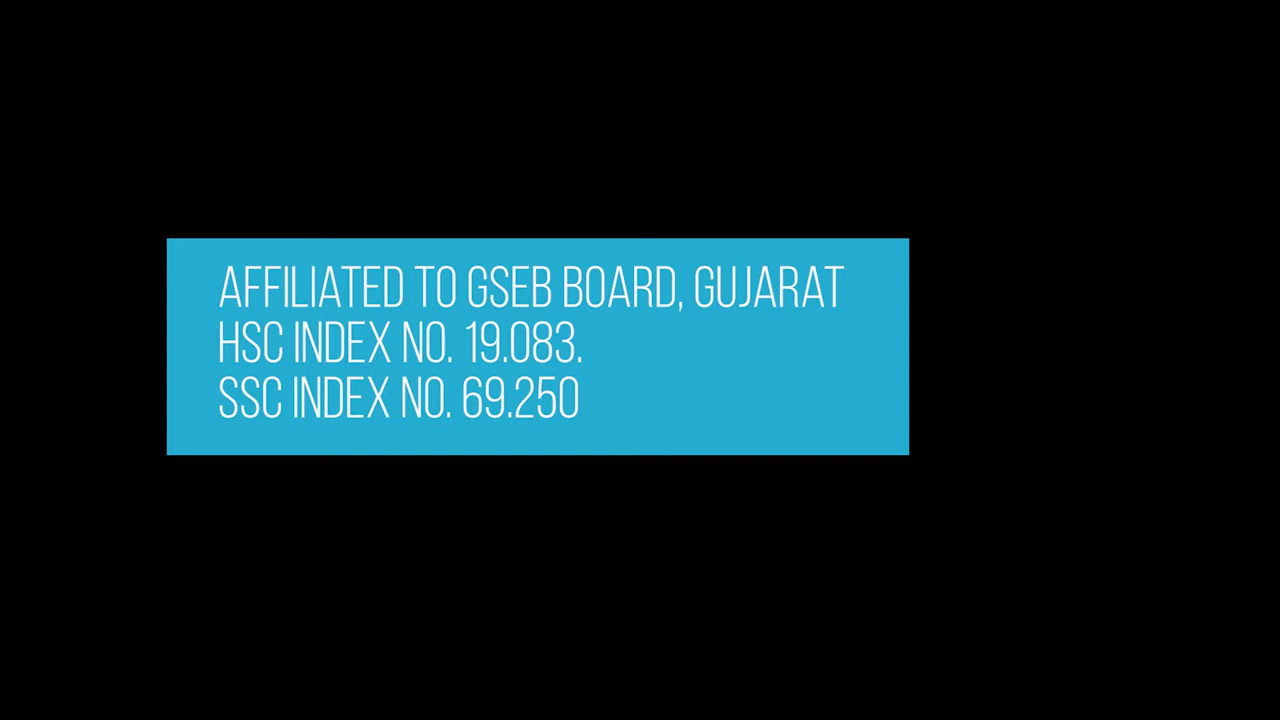 AFFILIATED TO GSEB BOARD, GUJARAT
HSC INDEX NO. 19.083.
SSC INDEX NO. 69.250